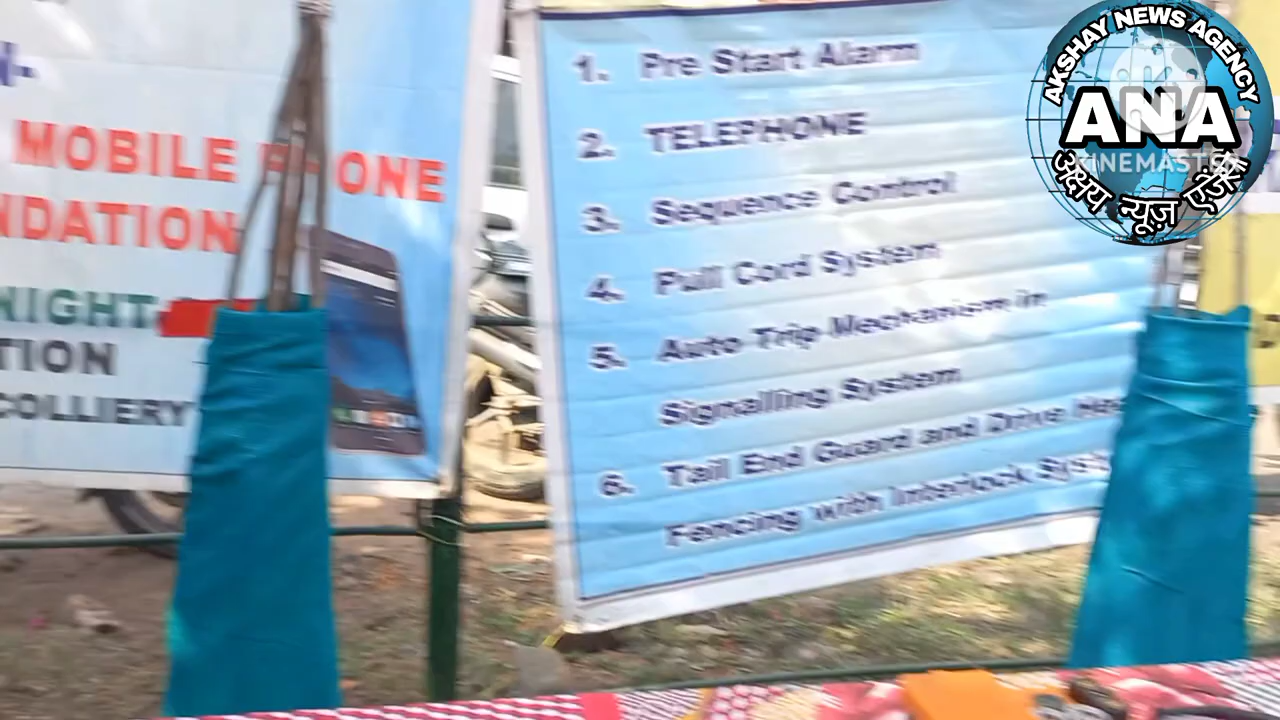 N-
MOBILE PHONE
NDATION
NIGHT
TION
COLLIERY
1. Pre Start Alarm
2. TELEPHONE
3. Sequence Control
4. Pull Cord System
5. Auto Trip Mechanism in
Signalling System
6. Tail End Guard and Drive
Fencing with Interlock
AKSHAY NEWS AGENCY
ANA
KINEMASTER
अक्षय न्यूज़ एजेंसी